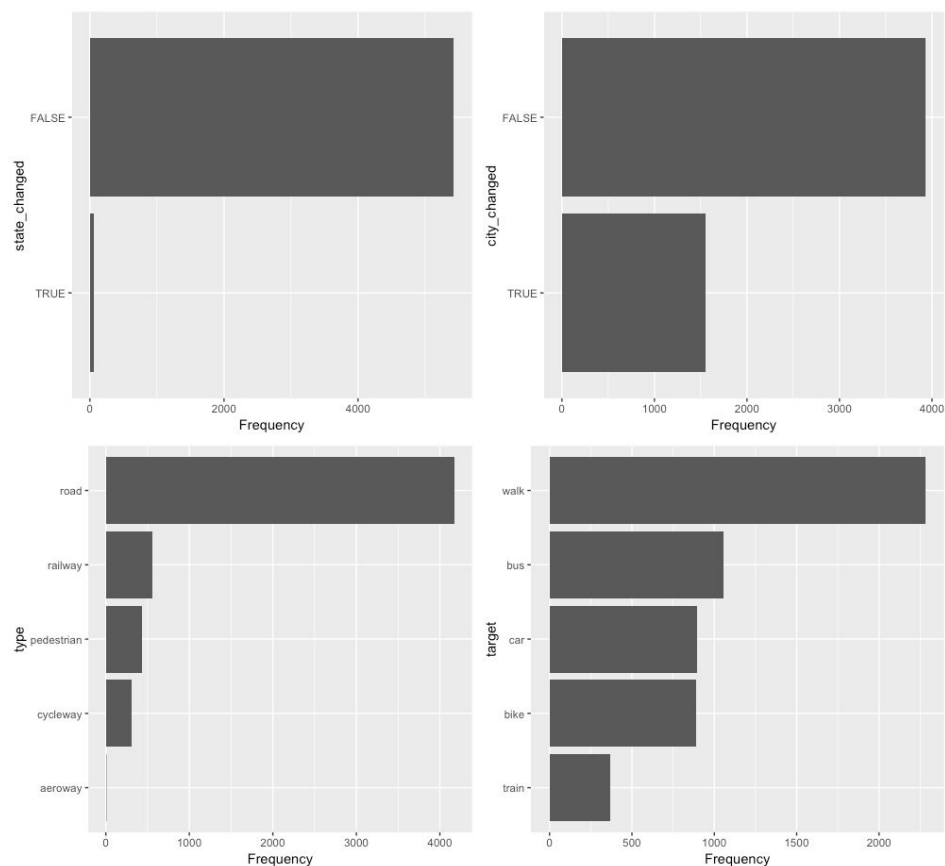 state_changed
FALSE
TRUE
0
2000
4000
Frequency
city_changed
FALSE
TRUE
0
1000
2000
3000
4000
Frequency
type
road
railway
pedestrian
cycleway
aeroway
0
1000
2000
3000
4000
Frequency
target
walk
bus
car
bike
train
0
500
1000
1500
2000
Frequency